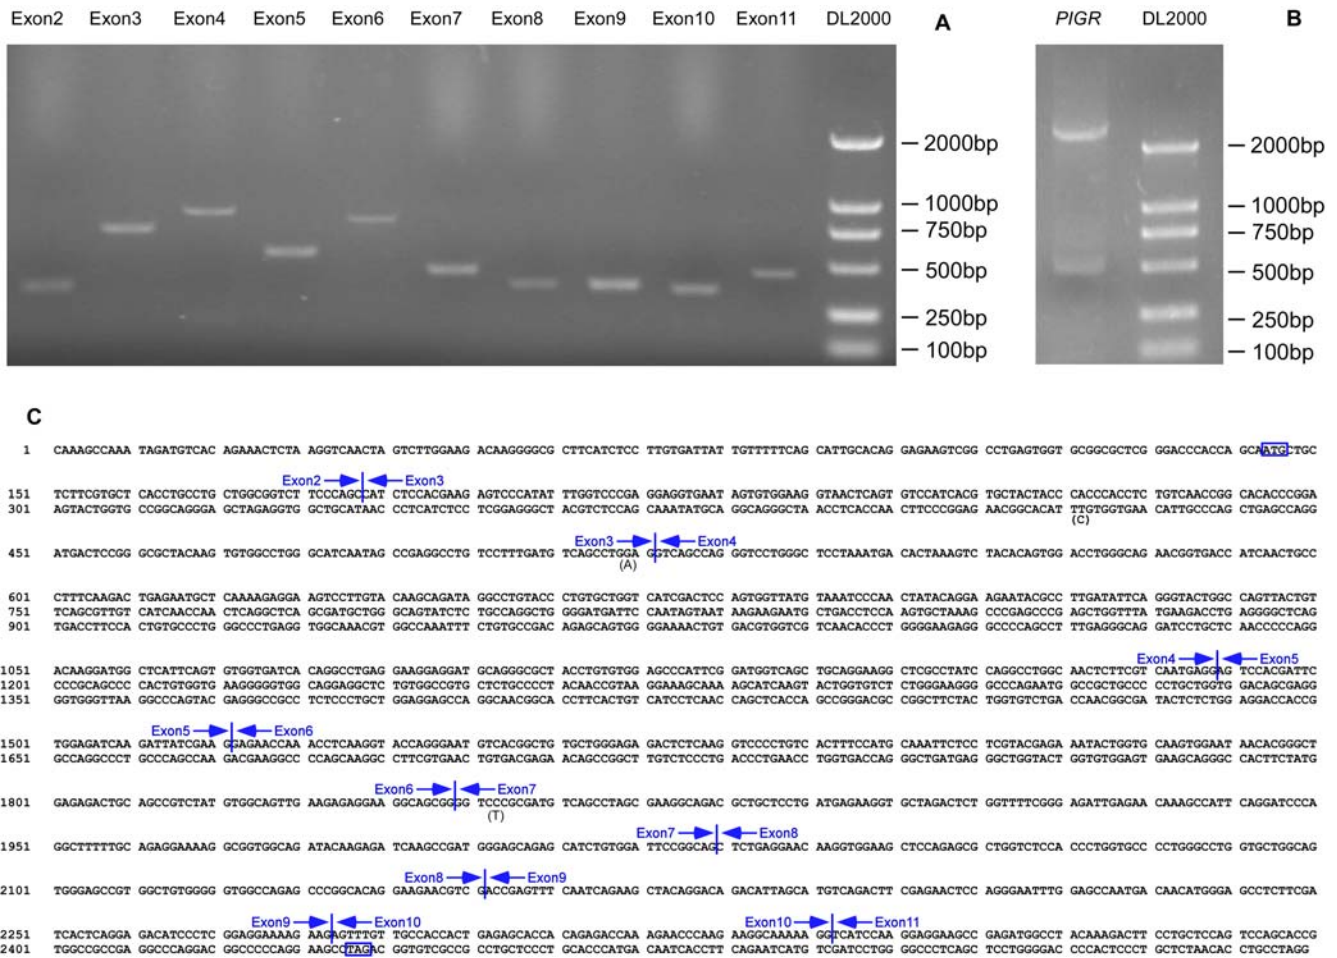 Exon2 Exon3 Exon4 Exon5 Exon6 Exon7 Exon8 Exon9 Exon10 Exon11 DL2000 A PIGR DL2000 B
2000bp 2000bp
1000bp 1000bp
750bp 750bp
500bp 500bp
250bp 250bp
100bp 100bp
C
1 CAAAGCCAAA TAGATGTCAC AGAAACTCTA AGGTCAACTA GTCTTGGAAG ACAAGGGGCG CTTCATCTCC TTGTGATTAT TGTTTTTCAG CATTGCACAG GAGAAGTCGG CCTGAGTGGT GCGGCGCTCG GGACCCACCA GCAATGCTGC
Exon2 Exon3
151 TCTTCGTGCT CACCTGCCTG CTGGCGGTCT TCCCAGCCAT CTCCACGAAG AGTCCCATAT TTGGTCCCGA GGAGGTGAAT AGTGTGGAAG GTAACTCAGT GTCCATCACG TGCTACTACC CACCCACCTC TGTCAACCGG CACACCCGGA
301 AGTACTGGTG CCGGCAGGGA GCTAGAGGTG GCTGCATAAC CCTCATCTCC TCGGAGGGCT ACGTCTCCAG CAAATATGCA GGCAGGGCTA ACCTCACCAA CTTCCCGGAG AACGGCACAT TTGTGGTGAA CATTGCCCAG CTGAGCCAGG
(C)
Exon3 Exon4
451 ATGACTCCGG GCGCTACAAG TGTGGCCTGG GCATCAATAG CCGAGGCCTG TCCTTTGATG TCAGCCTGGA GGTCAGCCAG GGTCCTGGGC TCCTAAATGA CACTAAAGTC TACACAGTGG ACCTGGGCAG AACGGTGACC ATCAACTGCC
(A)
601 CTTTCAAGAC TGAGAATGCT CAAAAGAGGA AGTCCTTGTA CAAGCAGATA GGCCTGTACC CTGTGCTGGT CATCGACTCC AGTGGTTATG TAAATCCCAA CTATACAGGA AGAATACGCC TTGATATTCA GGGTACTGGC CAGTTACTGT
751 TCAGCGTTGT CATCAACCAA CTCAGGCTCA GCGATGCTGG GCAGTATCTC TGCCAGGCTG GGGATGATTC CAATAGTAAT AAGAAGAATG CTGACCTCCA AGTGCTAAAG CCCGAGCCCG AGCTGGTTTA TGAAGACCTG AGGGGCTCAG
901 TGACCTTCCA CTGTGCCCTG GGCCCTGAGG TGGCAAACGT GGCCAAATTT CTGTGCCGAC AGAGCAGTGG GGAAAACTGT GACGTGGTCG TCAACACCCT GGGGAAGAGG GCCCCAGCCT TTGAGGGCAG GATCCTGCTC AACCCCCAGG
Exon4 Exon5
1051 ACAAGGATGG CTCATTCAGT GTGGTGATCA CAGGCCTGAG GAAGGAGGAT GCAGGGCGCT ACCTGTGTGG AGCCCATTCG GATGGTCAGC TGCAGGAAGG CTCGCCTATC CAGGCCTGGC AACTCTTCGT CAATGAGGAG TCCACGATTC
1201 CCCGCAGCCC CACTGTGGTG AAGGGGGTGG CAGGAGGCTC TGTGGCCGTG CTCTGCCCCT ACAACCGTAA GGAAAGCAAA AGCATCAAGT ACTGGTGTCT CTGGGAAGGG GCCCAGAATG GCCGCTGCCC CCTGCTGGTG GACAGCGAGG
1351 GGTGGGTTAA GGCCCAGTAC GAGGGCCGCC TCTCCCTGCT GGAGGAGCCA GGCAACGGCA CCTTCACTGT CATCCTCAAC CAGCTCACCA GCCGGGACGC CGGCTTCTAC TGGTGTCTGA CCAACGGCGA TACTCTCTGG AGGACCACCG
Exon5 Exon6
1501 TGGAGATCAA GATTATCGAA GGAGAACCAA ACCTCAAGGT ACCAGGGAAT GTCACGGCTG TGCTGGGAGA GACTCTCAAG GTCCCCTGTC ACTTTCCATG CAAATTCTCC TCGTACGAGA AATACTGGTG CAAGTGGAAT AACACGGGCT
1651 GCCAGGCCCT GCCCAGCCAA GACGAAGGCC CCAGCAAGGC CTTCGTGAAC TGTGACGAGA ACAGCCGGCT TGTCTCCCTG ACCCTGAACC TGGTGACCAG GGCTGATGAG GGCTGGTACT GGTGTGGAGT GAAGCAGGGC CACTTCTATG
Exon6 Exon7
1801 GAGAGACTGC AGCCGTCTAT GTGGCAGTTG AAGAGAGGAA GGCAGCGGGG TCCCGCGATG TCAGCCTAGC GAAGGCAGAC GCTGCTCCTG ATGAGAAGGT GCTAGACTCT GGTTTTCGGG AGATTGAGAA CAAAGCCATT CAGGATCCCA
(T)
Exon7 Exon8
1951 GGCTTTTTGC AGAGGAAAAG GCGGTGGCAG ATACAAGAGA TCAAGCCGAT GGGAGCAGAG CATCTGTGGA TTCCGGCAGC TCTGAGGAAC AAGGTGGAAG CTCCAGAGCG CTGGTCTCCA CCCTGGTGCC CCTGGGCCTG GTGCTGGCAG
Exon8 Exon9
2101 TGGGAGCCGT GGCTGTGGGG GTGGCCAGAG CCCGGCACAG GAAGAACGTC GACCGAGTTT CAATCAGAAG CTACAGGACA GACATTAGCA TGTCAGACTT CGAGAACTCC AGGGAATTTG GAGCCAATGA CAACATGGGA GCCTCTTCGA
Exon9 Exon10 Exon10 Exon11
2251 TCACTCAGGA GACATCCCTC GGAGGAAAAG AAGAGTTTGT TGCCACCACT GAGAGCACCA CAGAGACCAA AGAACCCAAG AAGGCAAAAA GGTCATCCAA GGAGGAAGCC GAGATGGCCT ACAAAGACTT CCTGCTCCAG TCCAGCACCG
2401 TGGCCGCCGA GGCCCAGGAC GGCCCCCAGG AAGCCTAGAC GGTGTCGCCG CCTGCTCCCT GCACCCATGA CAATCACCTT CAGAATCATG TCGATCCTGG GGCCCTCAGC TCCTGGGGAC CCCACTCCCT GCTCTAACAC CTGCCTAGG